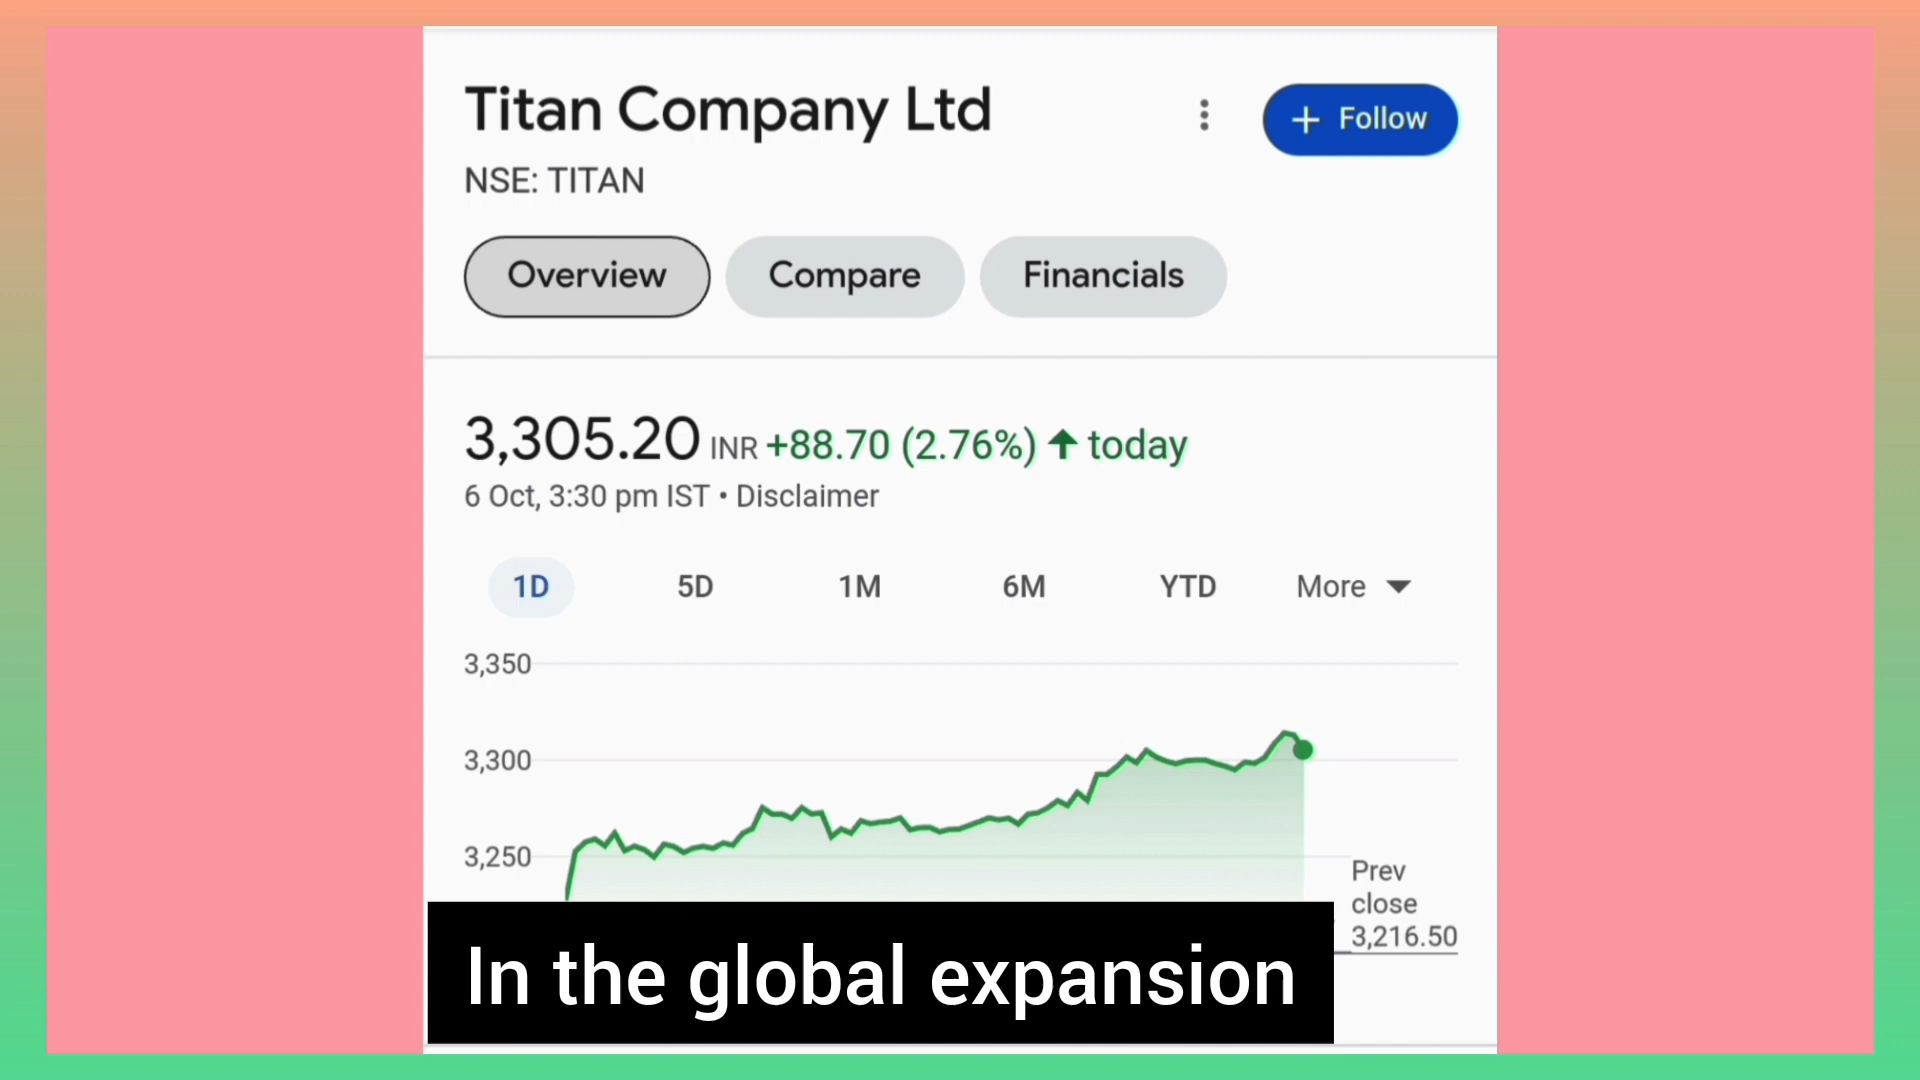 Titan Company Ltd
+ Follow
NSE: TITAN
Overview Compare Financials
3,305.20 INR +88.70 (2.76%) ↑ today
6 Oct, 3:30 pm IST • Disclaimer
1D 5D 1M 6M YTD More
3,350
3,300
3,250
Prev
close
3,216.50
In the global expansion